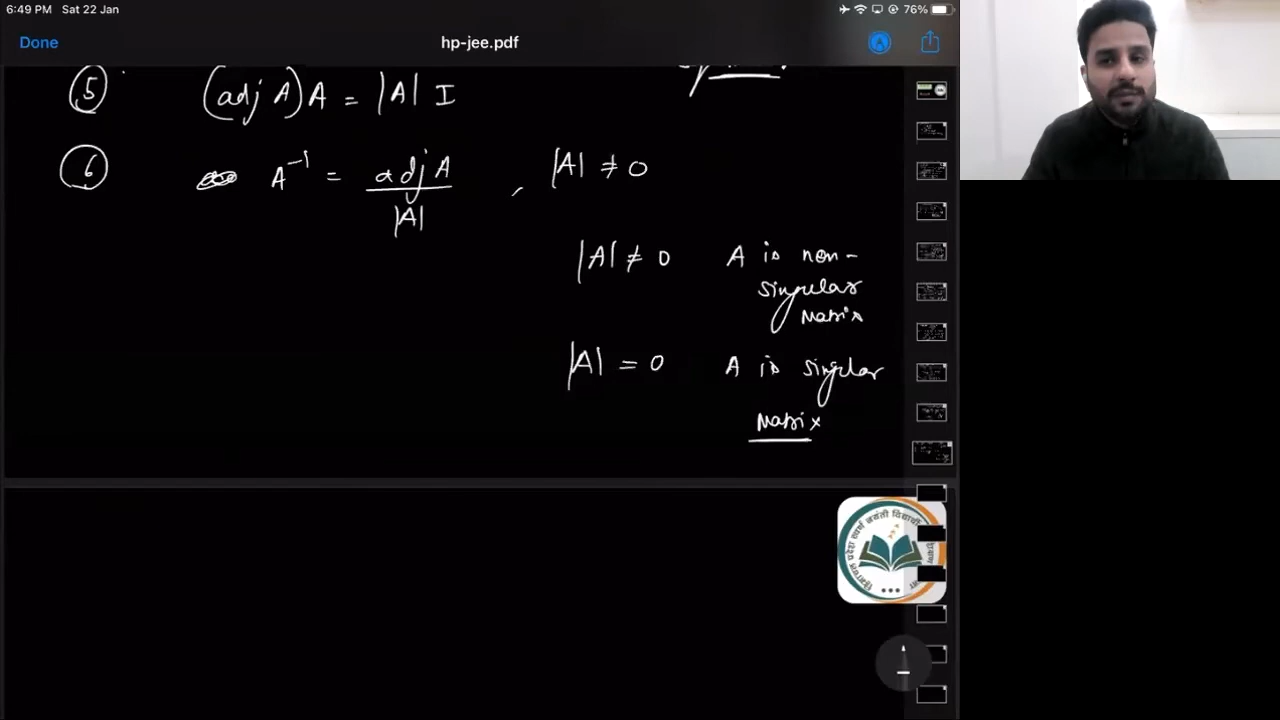 6:49 PM Sat 22 Jan
76%
Done
hp-jee.pdf
⑤ (adj A) A = |A| I
⑥ A⁻¹ = adj A / |A| , |A| ≠ 0
|A| ≠ 0 A is non-
singular
Matrix
|A| = 0 A is singular
Matrix